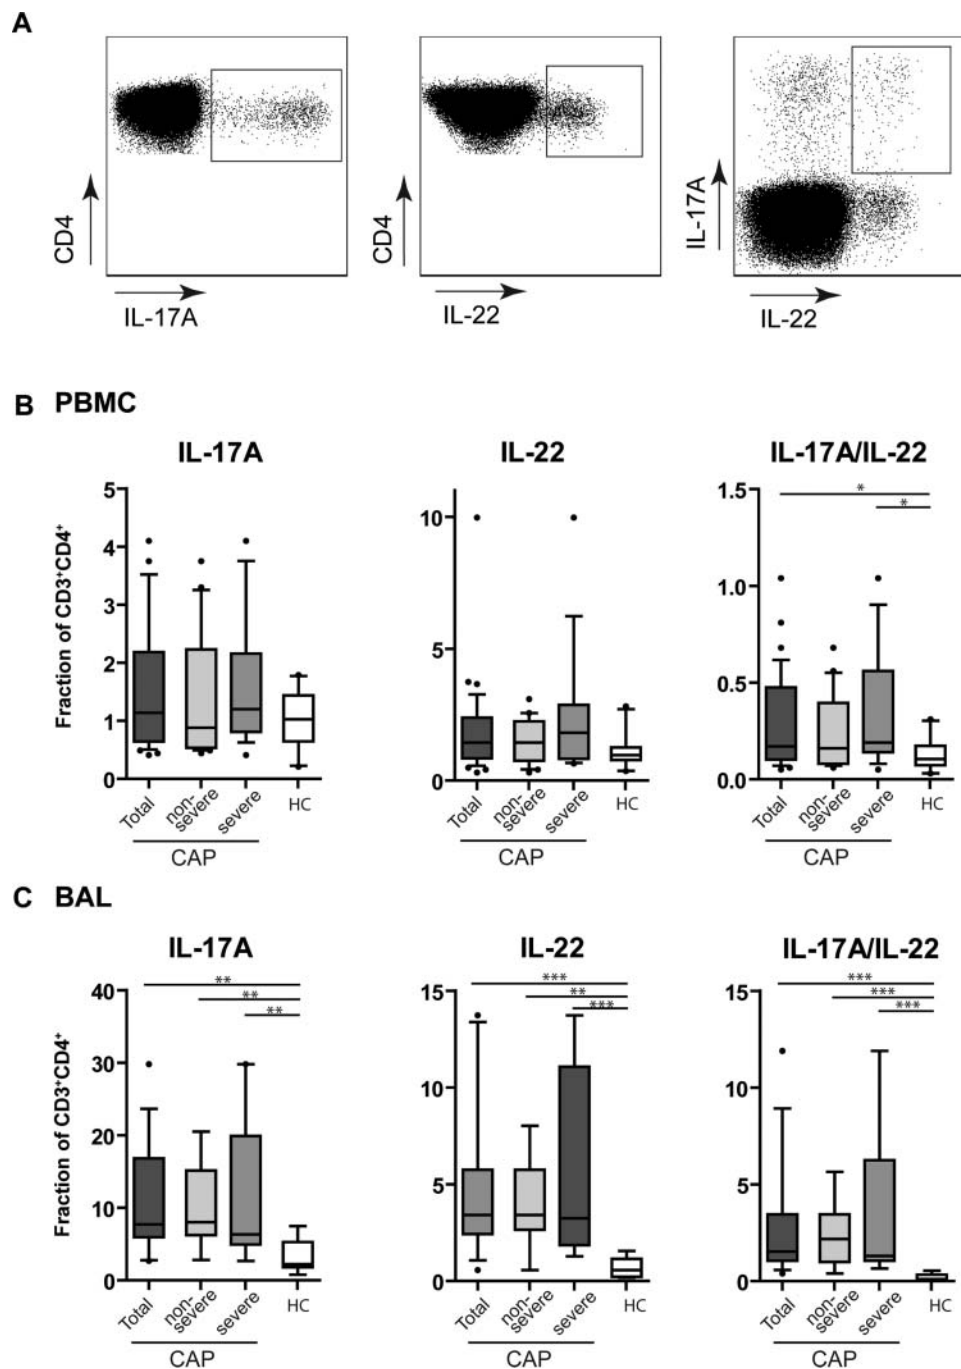 A
CD4
IL-17A
CD4
IL-22
IL-17A
IL-22
B PBMC
IL-17A
IL-22
IL-17A/IL-22
Fraction of CD3⁺CD4⁺
5
4
3
2
1
0
10
5
0
1.5
1.0
0.5
0.0
*
*
Total
non-severe
severe
HC
CAP
Total
non-severe
severe
HC
CAP
Total
non-severe
severe
HC
CAP
C BAL
IL-17A
IL-22
IL-17A/IL-22
Fraction of CD3⁺CD4⁺
40
30
20
10
0
**
**
**
15
10
5
0
***
**
***
15
10
5
0
***
***
***
Total
non-severe
severe
HC
CAP
Total
non-severe
severe
HC
CAP
Total
non-severe
severe
HC
CAP